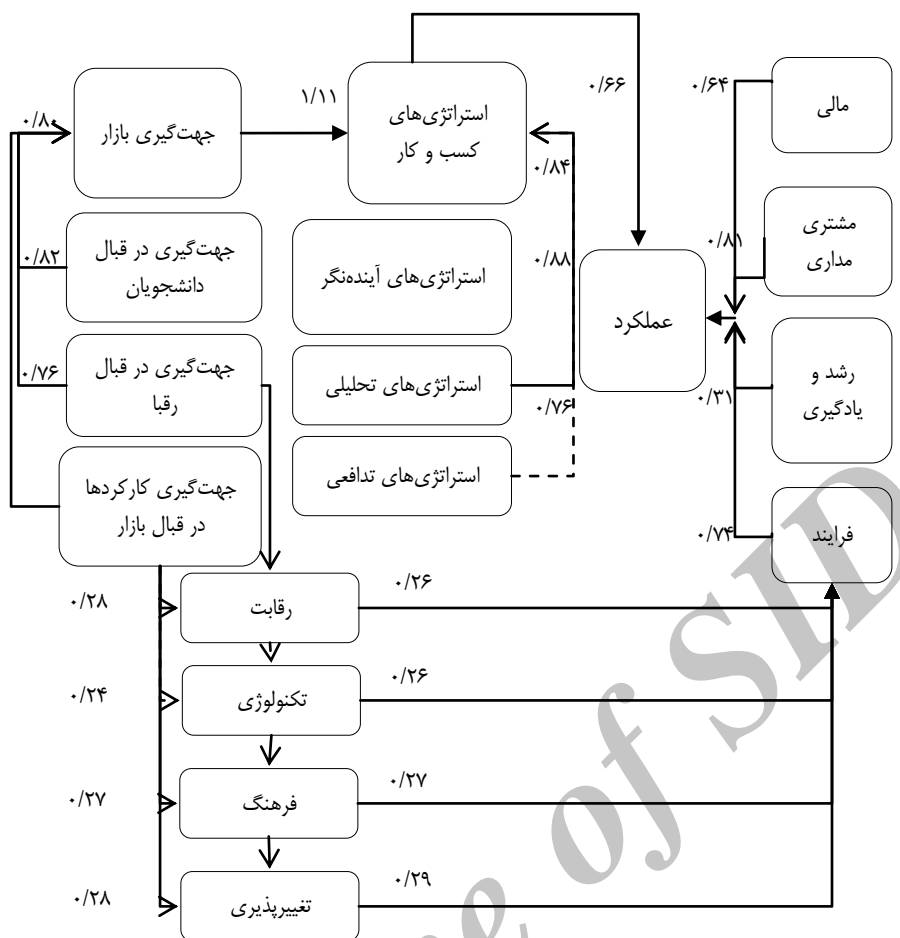 ۰/۶۶
۰/۶۴
مالی
۱/۱۱
استراتژی‌های
کسب و کار
جهت‌گیری بازار
۰/۸۰
۰/۸۴
مشتری
مداری
۰/۸۱
۰/۸۸
استراتژی‌های آینده‌نگر
جهت‌گیری در قبال
دانشجویان
۰/۸۲
عملکرد
رشد و
یادگیری
۰/۳۱
۰/۷۶
استراتژی‌های تحلیلی
جهت‌گیری در قبال
رقبا
۰/۷۶
استراتژی‌های تدافعی
جهت‌گیری کارکردها
در قبال بازار
فرایند
۰/۷۴
۰/۲۶
رقابت
۰/۲۸
۰/۲۶
تکنولوژی
۰/۲۴
۰/۲۷
فرهنگ
۰/۲۷
۰/۲۹
تغییرپذیری
۰/۲۸
e of SID